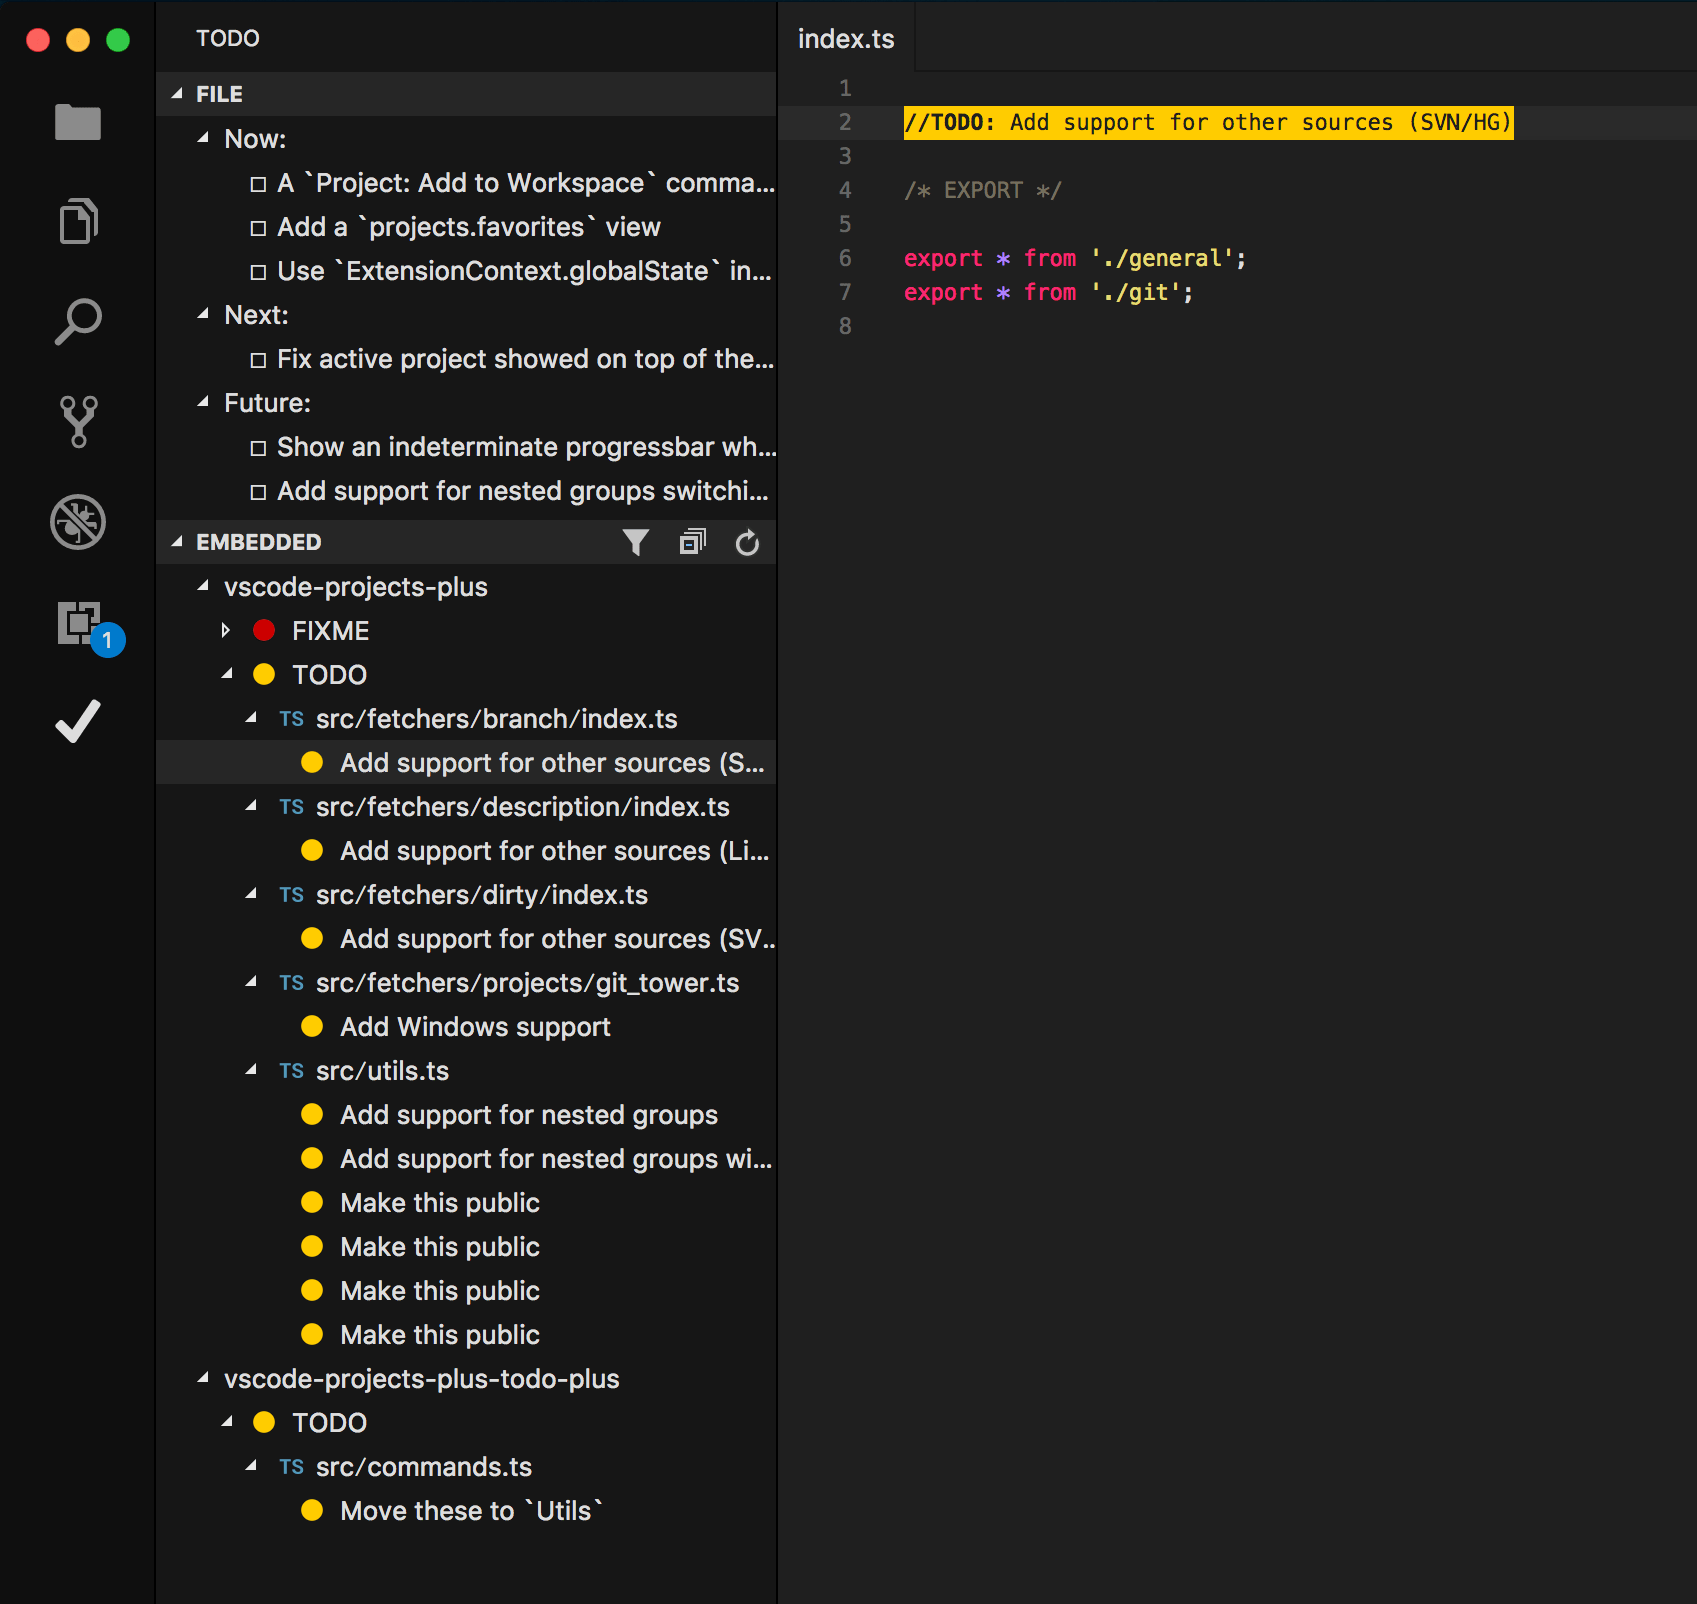 TODO
FILE
Now:
A `Project: Add to Workspace` comma...
Add a `projects.favorites` view
Use `ExtensionContext.globalState` in...
Next:
Fix active project showed on top of the...
Future:
Show an indeterminate progressbar wh...
Add support for nested groups switchi...
EMBEDDED
vscode-projects-plus
FIXME
TODO
TS src/fetchers/branch/index.ts
Add support for other sources (S...
TS src/fetchers/description/index.ts
Add support for other sources (Li...
TS src/fetchers/dirty/index.ts
Add support for other sources (SV...
TS src/fetchers/projects/git_tower.ts
Add Windows support
TS src/utils.ts
Add support for nested groups
Add support for nested groups wi...
Make this public
Make this public
Make this public
Make this public
vscode-projects-plus-todo-plus
TODO
TS src/commands.ts
Move these to `Utils`
1
index.ts
1
2 //TODO: Add support for other sources (SVN/HG)
3
4 /* EXPORT */
5
6 export * from './general';
7 export * from './git';
8